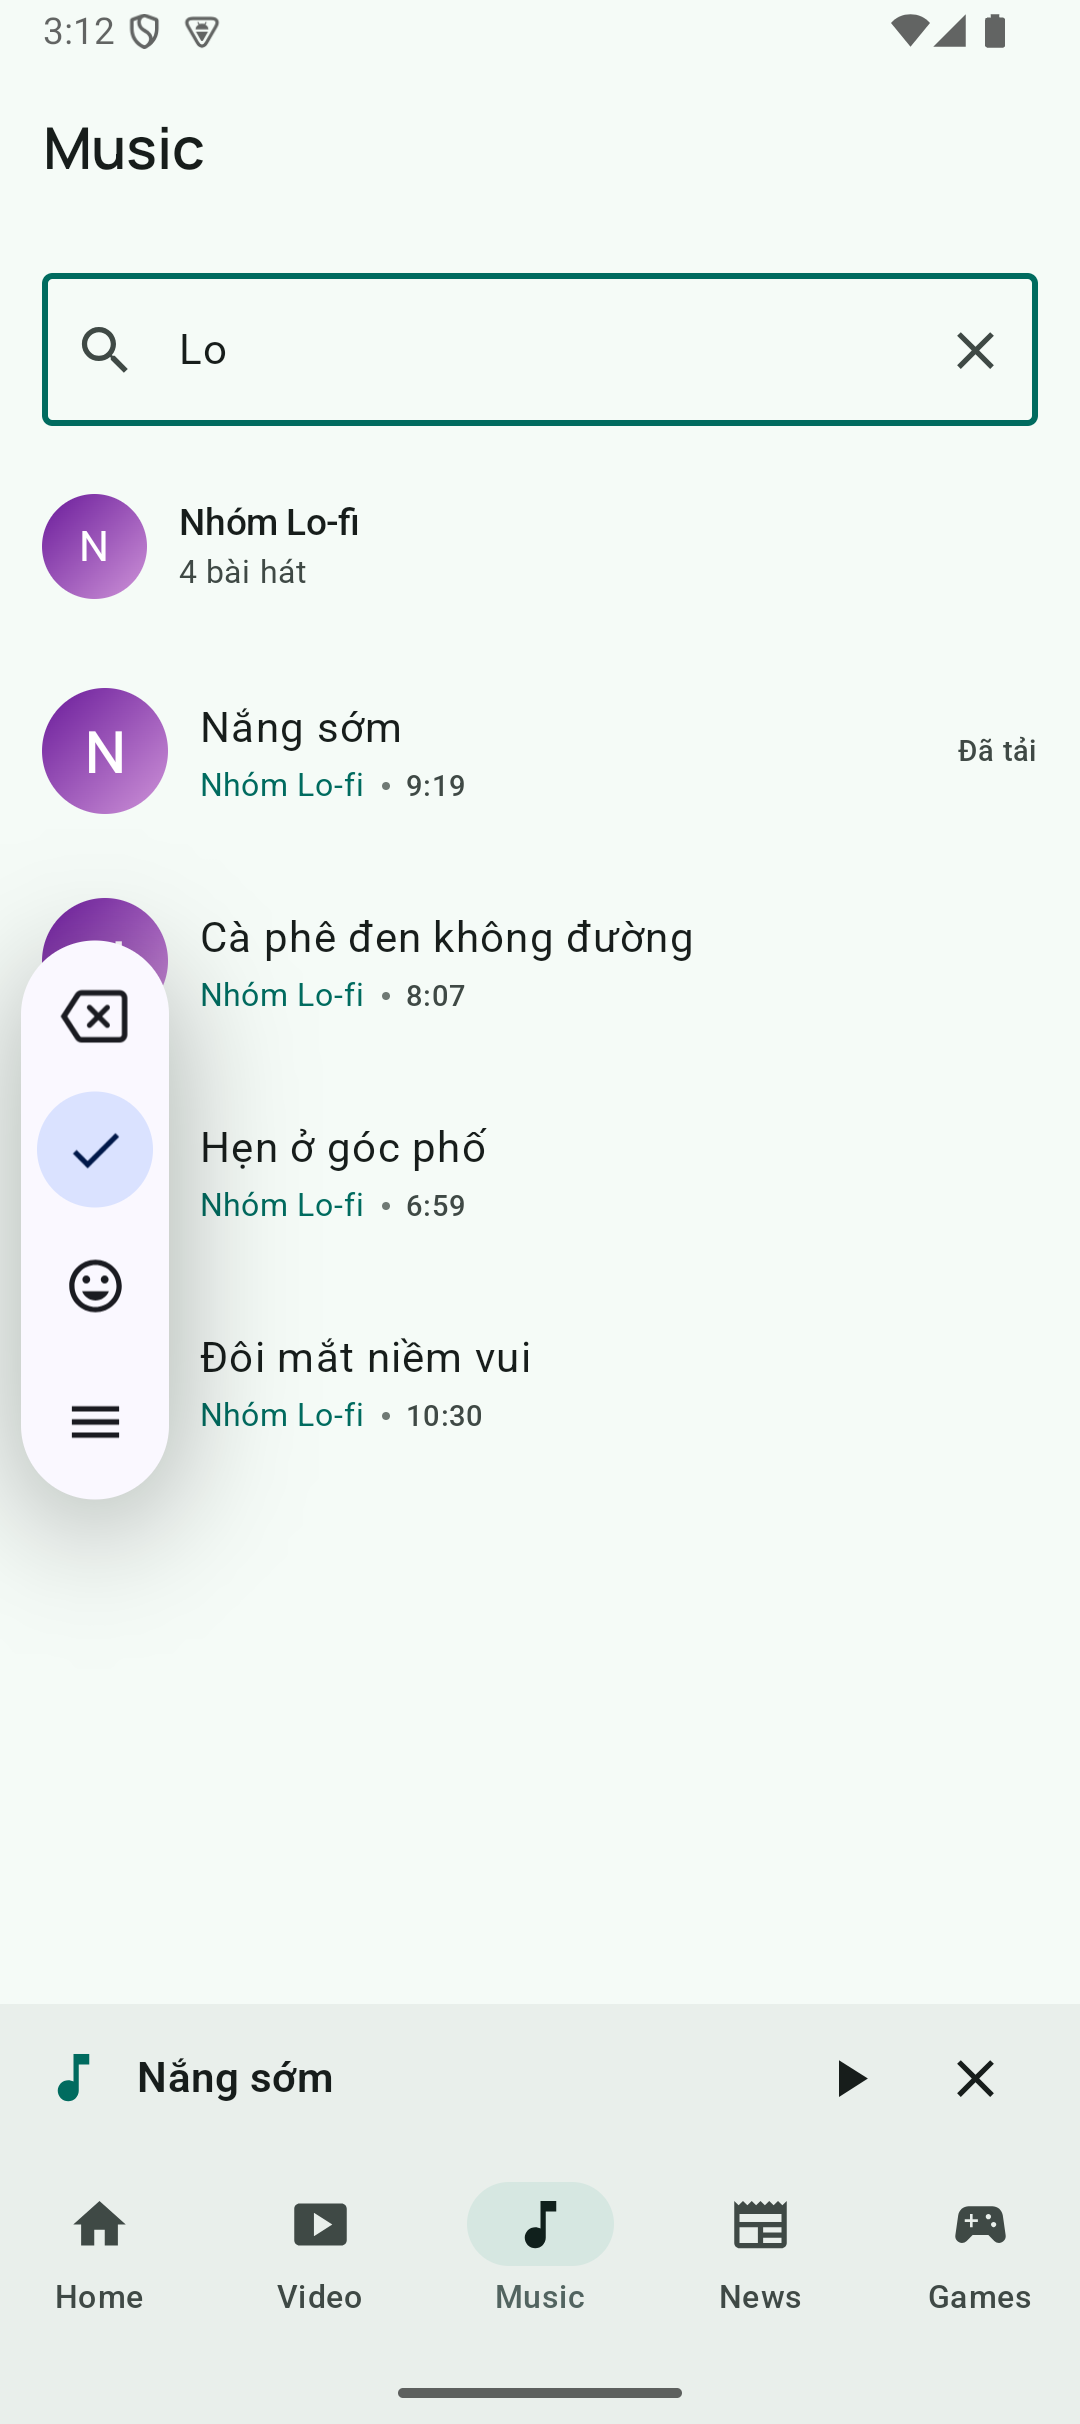 3:12
Music
Lo
N
Nhóm Lo-fi
4 bài hát
N
Nắng sớm
Nhóm Lo-fi • 9:19
Đã tải
Cà phê đen không đường
Nhóm Lo-fi • 8:07
Hẹn ở góc phố
Nhóm Lo-fi • 6:59
Đôi mắt niềm vui
Nhóm Lo-fi • 10:30
Nắng sớm
Home
Video
Music
News
Games